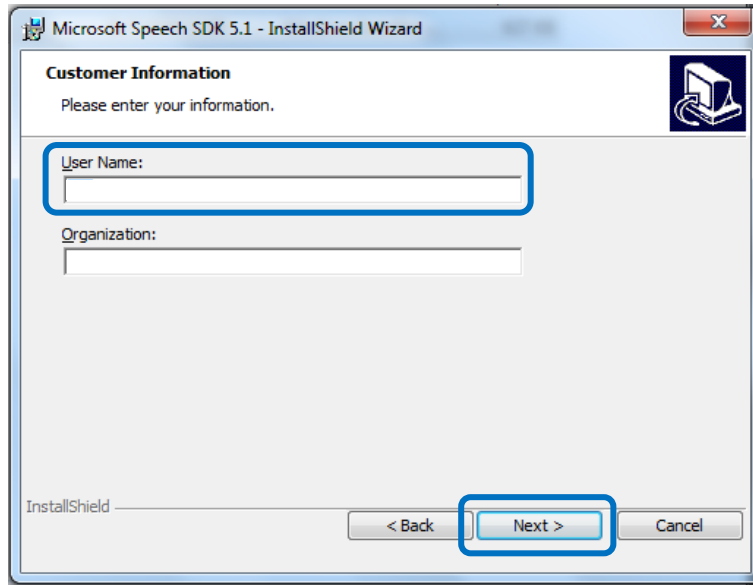 Microsoft Speech SDK 5.1 - InstallShield Wizard
Customer Information
Please enter your information.
User Name:
Organization:
InstallShield
< Back Next > Cancel